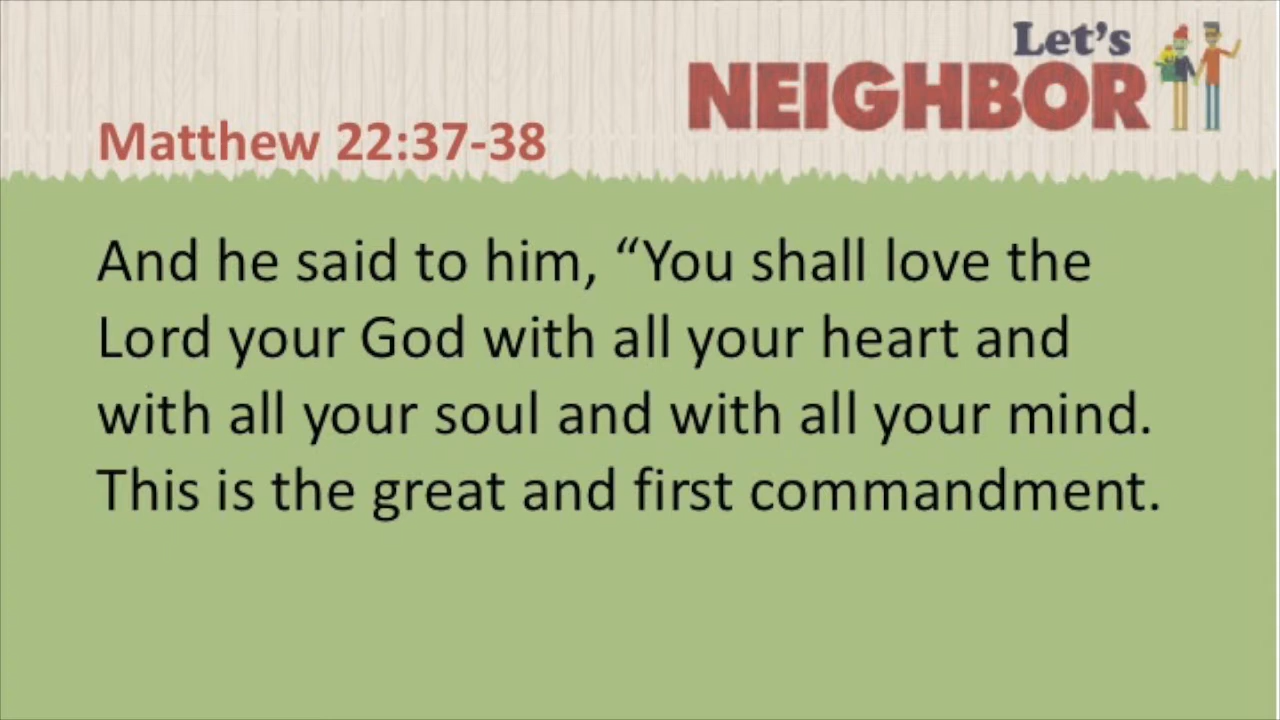 Let's
NEIGHBOR
Matthew 22:37-38
And he said to him, “You shall love the
Lord your God with all your heart and
with all your soul and with all your mind.
This is the great and first commandment.